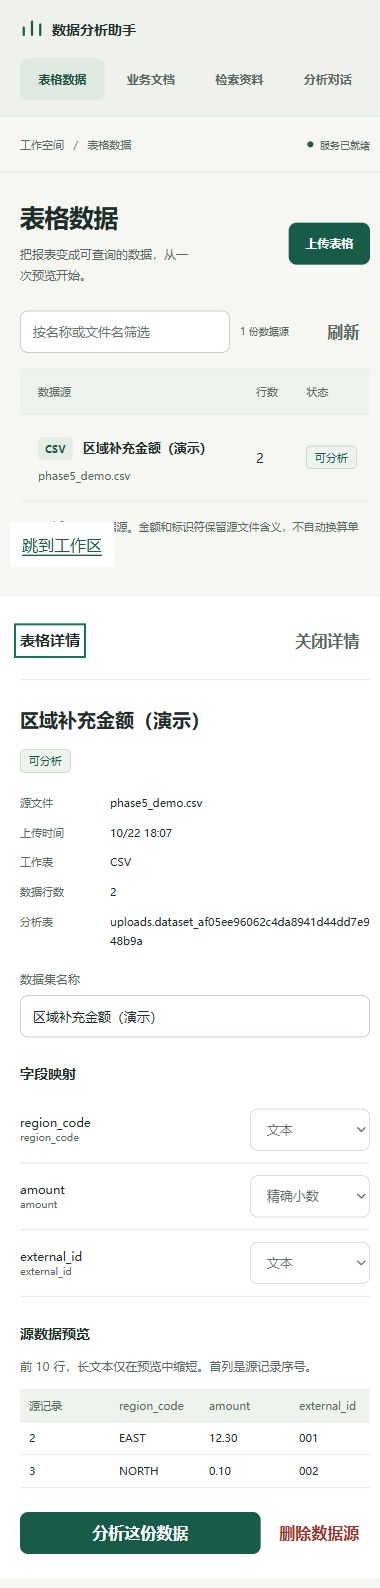 数据分析助手
表格数据 业务文档 检索资料 分析对话
工作空间 / 表格数据 服务已就绪
表格数据
把报表变成可查询的数据，从一
次预览开始。
上传表格
按名称或文件名筛选 1 份数据源 刷新
数据源 行数 状态
CSV 区域补充金额（演示） 2 可分析
phase5_demo.csv
据源。金额和标识符保留源文件含义，不自动换算单
跳到工作区
表格详情 关闭详情
区域补充金额（演示）
可分析
源文件 phase5_demo.csv
上传时间 10/22 18:07
工作表 CSV
数据行数 2
分析表 uploads.dataset_af05ee96062c4da8941d44dd7e9
48b9a
数据集名称
区域补充金额（演示）
字段映射
region_code 文本
region_code
amount 精确小数
amount
external_id 文本
external_id
源数据预览
前 10 行，长文本仅在预览中缩短。首列是源记录序号。
源记录 region_code amount external_id
2 EAST 12.30 001
3 NORTH 0.10 002
分析这份数据 删除数据源